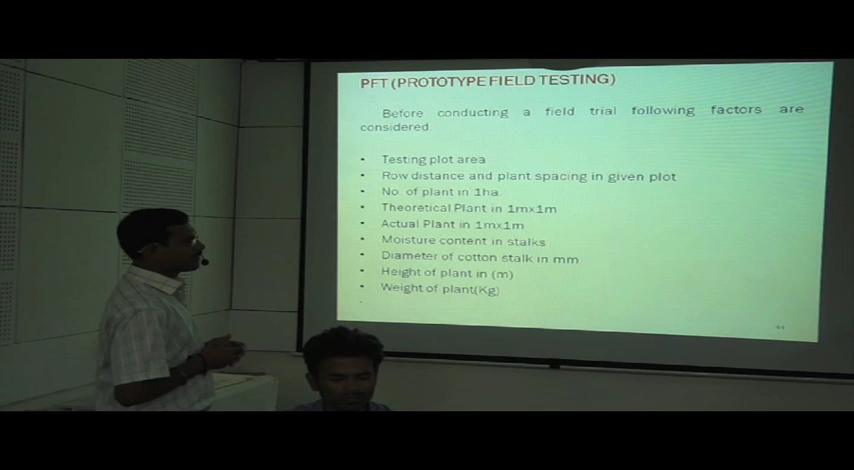 PFT (PROTOTYPE FIELD TESTING)
Before conducting a field trial following factors are
considered.
• Testing plot area
• Row distance and plant spacing in given plot
• No. of plant in 1ha.
• Theoretical Plant in 1mx1m
• Actual Plant in 1mx1m
• Moisture content in stalks
• Diameter of cotton stalk in mm
• Height of plant in (m)
• Weight of plant(Kg)